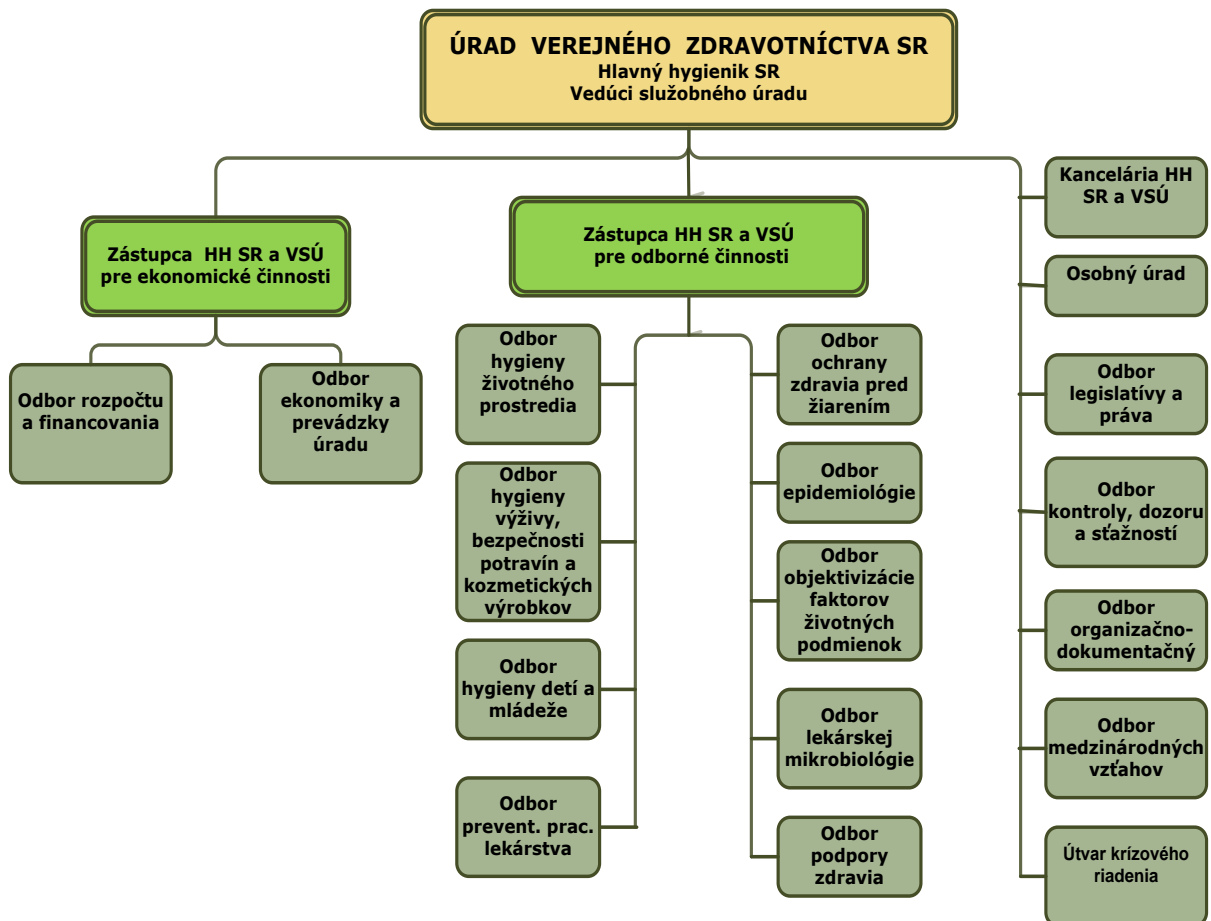 ÚRAD VEREJNÉHO ZDRAVOTNÍCTVA SR
Hlavný hygienik SR
Vedúci služobného úradu
Zástupca HH SR a VSÚ
pre ekonomické činnosti
Odbor rozpočtu
a financovania
Odbor
ekonomiky a
prevádzky
úradu
Zástupca HH SR a VSÚ
pre odborné činnosti
Odbor
hygieny
životného
prostredia
Odbor
hygieny
výživy,
bezpečnosti
potravín a
kozmetických
výrobkov
Odbor
hygieny detí a
mládeže
Odbor
prevent. prac.
lekárstva
Odbor
ochrany
zdravia pred
žiarením
Odbor
epidemiológie
Odbor
objektivizácie
faktorov
životných
podmienok
Odbor
lekárskej
mikrobiológie
Odbor
podpory
zdravia
Kancelária HH
SR a VSÚ
Osobný úrad
Odbor
legislatívy a
práva
Odbor
kontroly, dozoru
a sťažností
Odbor
organizačno-
dokumentačný
Odbor
medzinárodných
vzťahov
Útvar krízového
riadenia